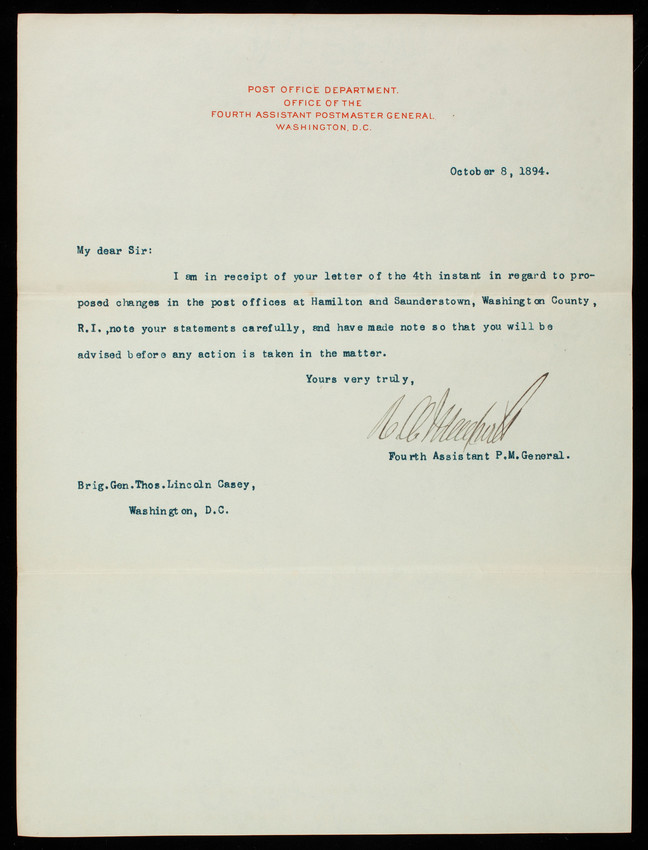 POST OFFICE DEPARTMENT.
OFFICE OF THE
FOURTH ASSISTANT POSTMASTER GENERAL,
WASHINGTON, D.C.
October 8, 1894.
My dear Sir:
I am in receipt of your letter of the 4th instant in regard to pro-
posed changes in the post offices at Hamilton and Saunderstown, Washington County,
R.I.,note your statements carefully, and have made note so that you will be
advised before any action is taken in the matter.
Yours very truly,
Fourth Assistant P.M.General.
Brig.Gen.Thos.Lincoln Casey,
Washington, D.C.